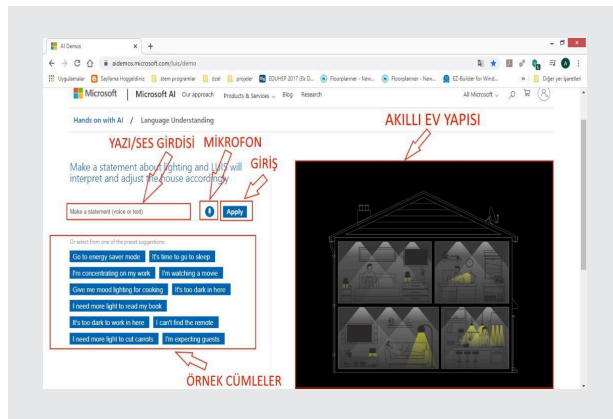 AI Demos
aidemos.microsoft.com/luis/demo
Uygulamalar Sayfama Hoşgeldiniz stem programlar özel projeler EDUHEP 2017 (Ex D... Floorplanner - New... Floorplanner - New... EZ-Builder for Wind... » Diğer yer işaretleri
Microsoft Microsoft AI Our approach Products & Services Blog Research All Microsoft
Hands on with AI / Language Understanding
AKILLI EV YAPISI
YAZI/SES GİRDİSİ MİKROFON
GİRİŞ
Make a statement about lighting and LUIS will
interpret and adjust the house accordingly
Make a statement (voice or text) Apply
Or select from one of the preset suggestions:
Go to energy saver mode It's time to go to sleep
I'm concentrating on my work I'm watching a movie
Give me mood lighting for cooking It's too dark in here
I need more light to read my book
It's too dark to work in here I can't find the remote
I need more light to cut carrots I'm expecting guests
ÖRNEK CÜMLELER